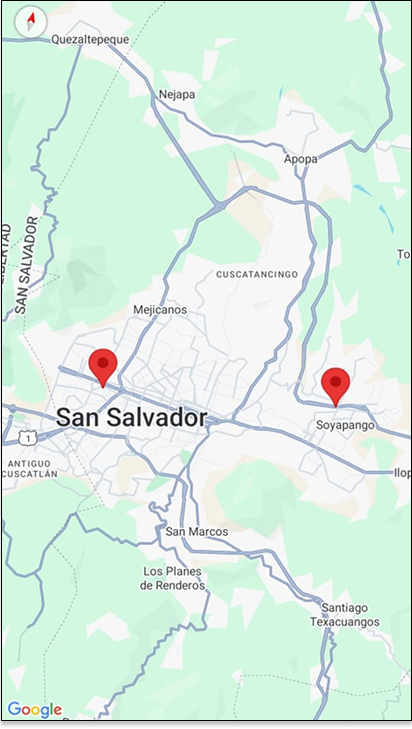 Quezaltepeque
Nejapa
Apopa
SAN SALVADOR
CUSCATANCINGO
Mejicanos
San Salvador
Soyapango
1
ANTIGUO
CUSCATLÁN
San Marcos
Los Planes
de Renderos
Santiago
Texacuangos
Google